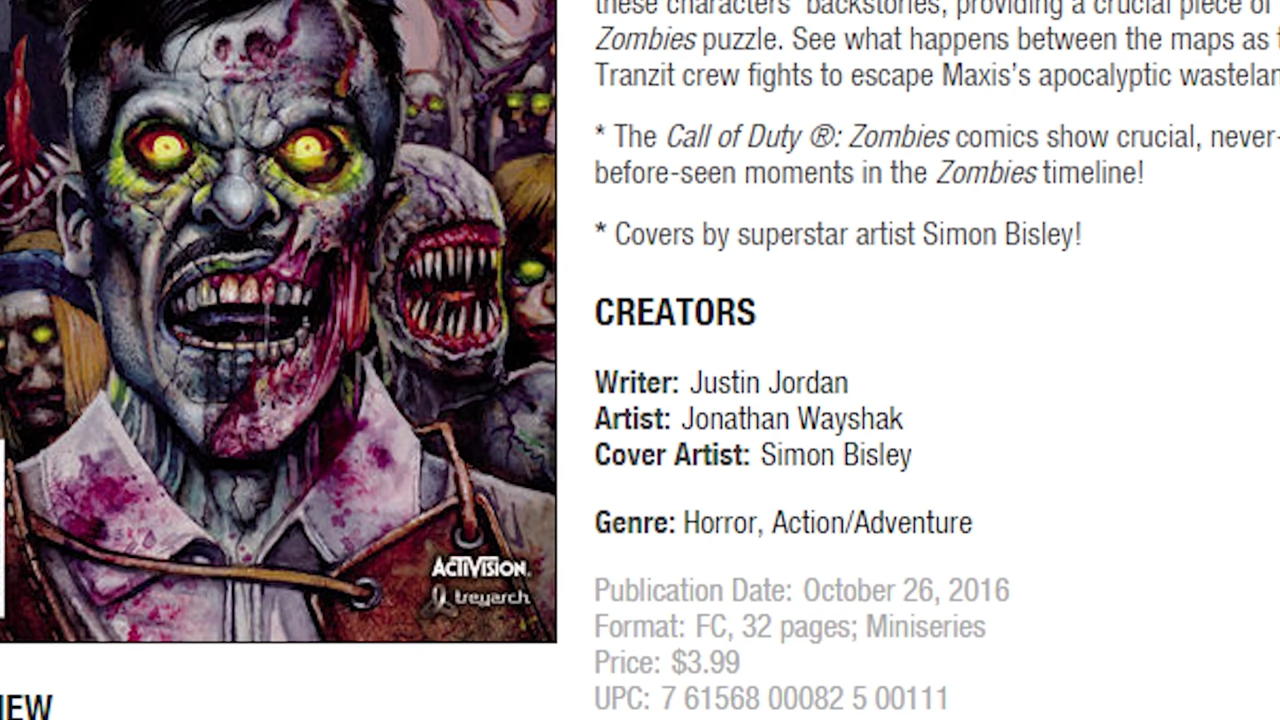 these characters' backstories, providing a crucial piece of
Zombies puzzle. See what happens between the maps as t
Tranzit crew fights to escape Maxis's apocalyptic wastelan
* The Call of Duty ®: Zombies comics show crucial, never-
before-seen moments in the Zombies timeline!
* Covers by superstar artist Simon Bisley!
CREATORS
Writer: Justin Jordan
Artist: Jonathan Wayshak
Cover Artist: Simon Bisley
Genre: Horror, Action/Adventure
Publication Date: October 26, 2016
Format: FC, 32 pages; Miniseries
Price: $3.99
UPC: 7 61568 00082 5 00111
ACTIVISION.
treyarch
IEW